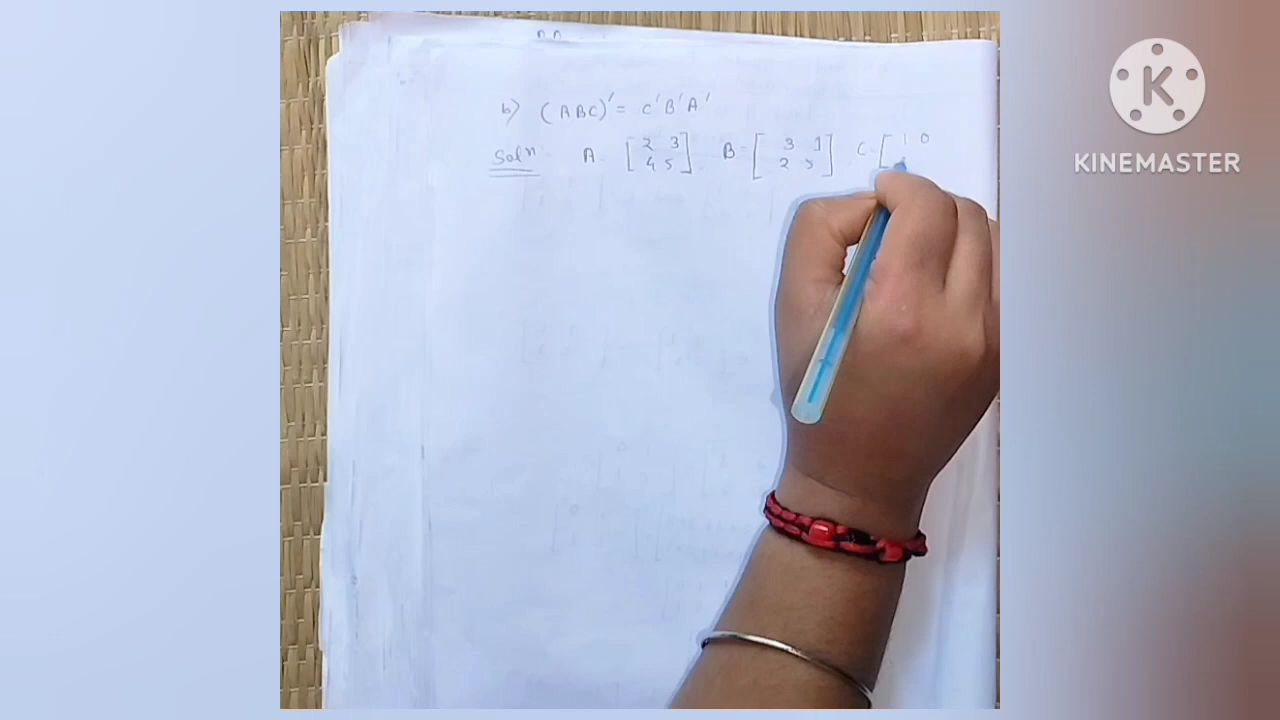 b) (ABC)' = C'B'A'
Solⁿ A = [ 2 3 B = [ 3 1 C = [ 1 0
4 5 ] 2 5 ]
K
KINEMASTER